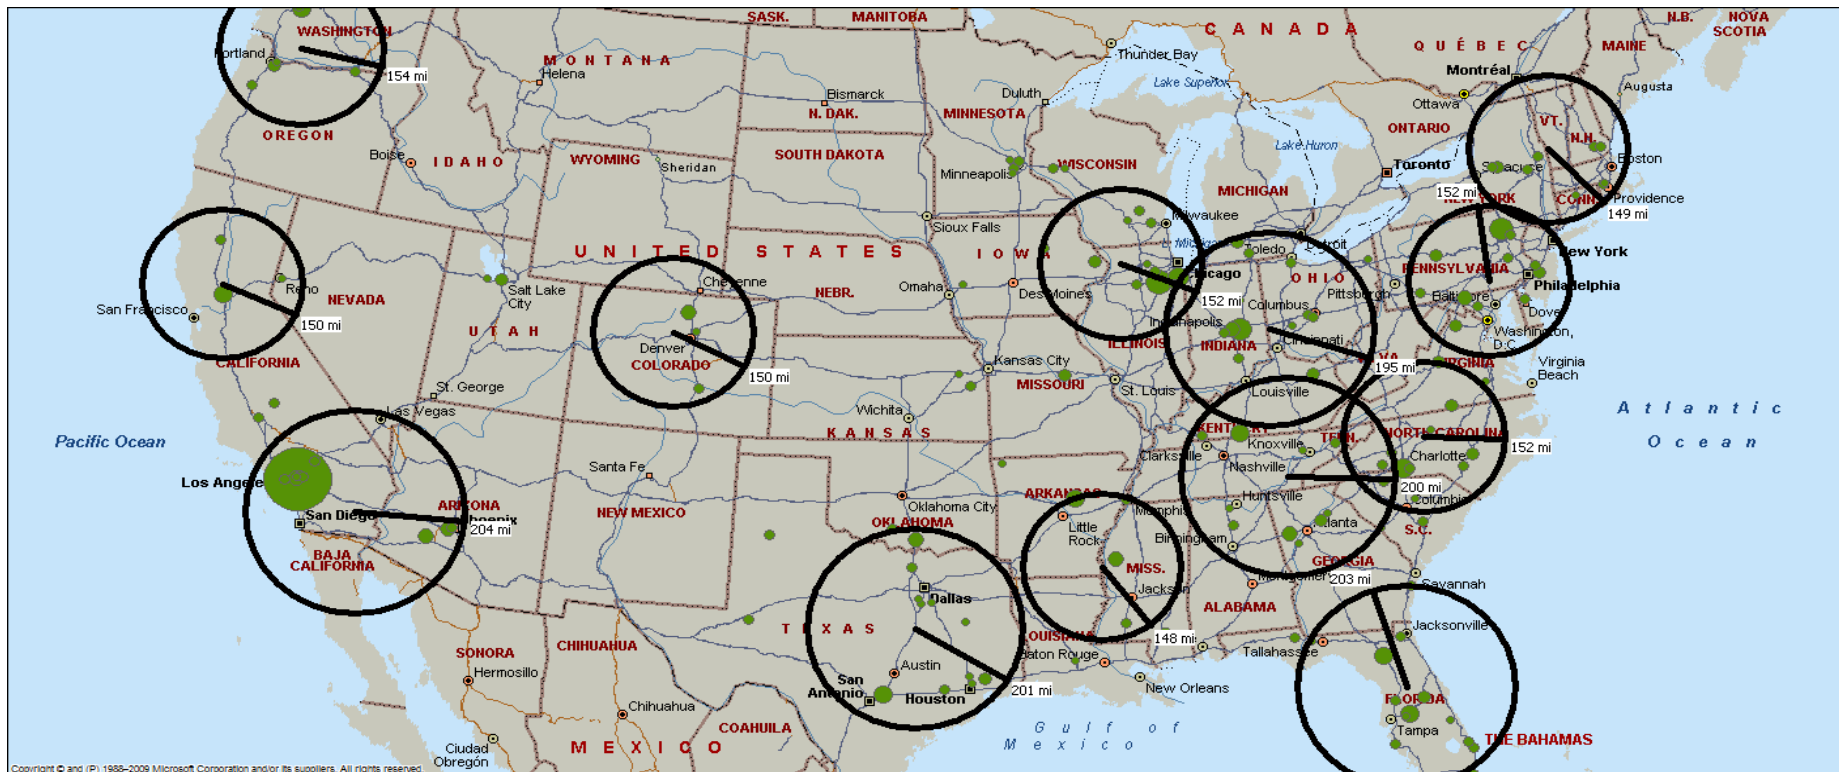 SASK.
MANITOBA
N.B.
NOVA
SCOTIA
WASHINGTON
C A N A D A
QUÉBEC
MAINE
Portland
154 mi
MONTANA
Helena
Thunder Bay
Lake Superior
Montréal
Ottawa
Augusta
Bismarck
N. DAK.
Duluth
MINNESOTA
ONTARIO
VT.
N.H.
OREGON
Boise
IDAHO
WYOMING
Sheridan
SOUTH DAKOTA
Minneapolis
WISCONSIN
Lake Huron
Toronto
Syracuse
Boston
MICHIGAN
152 mi
NEW YORK
CONN.
Providence
149 mi
Milwaukee
Sioux Falls
UNITED STATES
IOWA
L. Michigan
Toledo
Detroit
New York
Reno
NEVADA
San Francisco
150 mi
Salt Lake
City
Cheyenne
NEBR.
Omaha
Des Moines
Chicago
152 mi
OHIO
PENNSYLVANIA
Pittsburgh
Philadelphia
Columbus
Baltimore
Dover
Washington,
D.C.
UTAH
Denver
COLORADO
150 mi
Indianapolis
INDIANA
Cincinnati
ILLINOIS
CALIFORNIA
Kansas City
MISSOURI
St. Louis
Louisville
195 mi
VA.
VIRGINIA
Virginia
Beach
St. George
Las Vegas
Wichita
KANSAS
KENTUCKY
Knoxville
TENN.
NORTH CAROLINA
152 mi
Atlantic
Ocean
Pacific Ocean
Clarksville
Nashville
Charlotte
Los Angele
Santa Fe
ARIZONA
San Diego
Phoenix
204 mi
NEW MEXICO
Oklahoma City
OKLAHOMA
ARKANSAS
Little
Rock
Memphis
Huntsville
200 mi
Columbia
S.C.
Atlanta
Birmingham
GEORGIA
BAJA
CALIFORNIA
MISS.
Jackson
Montgomery
203 mi
Savannah
ALABAMA
Dallas
TEXAS
148 mi
LOUISIANA
Baton Rouge
Tallahassee
Jacksonville
SONORA
Hermosillo
CHIHUAHUA
Austin
San
Antonio
Houston
201 mi
New Orleans
FLORIDA
Tampa
Chihuahua
COAHUILA
Gulf of
Mexico
THE BAHAMAS
Ciudad
Obregón
MEXICO
Copyright © and (P) 1988–2009 Microsoft Corporation and/or its suppliers. All rights reserved.